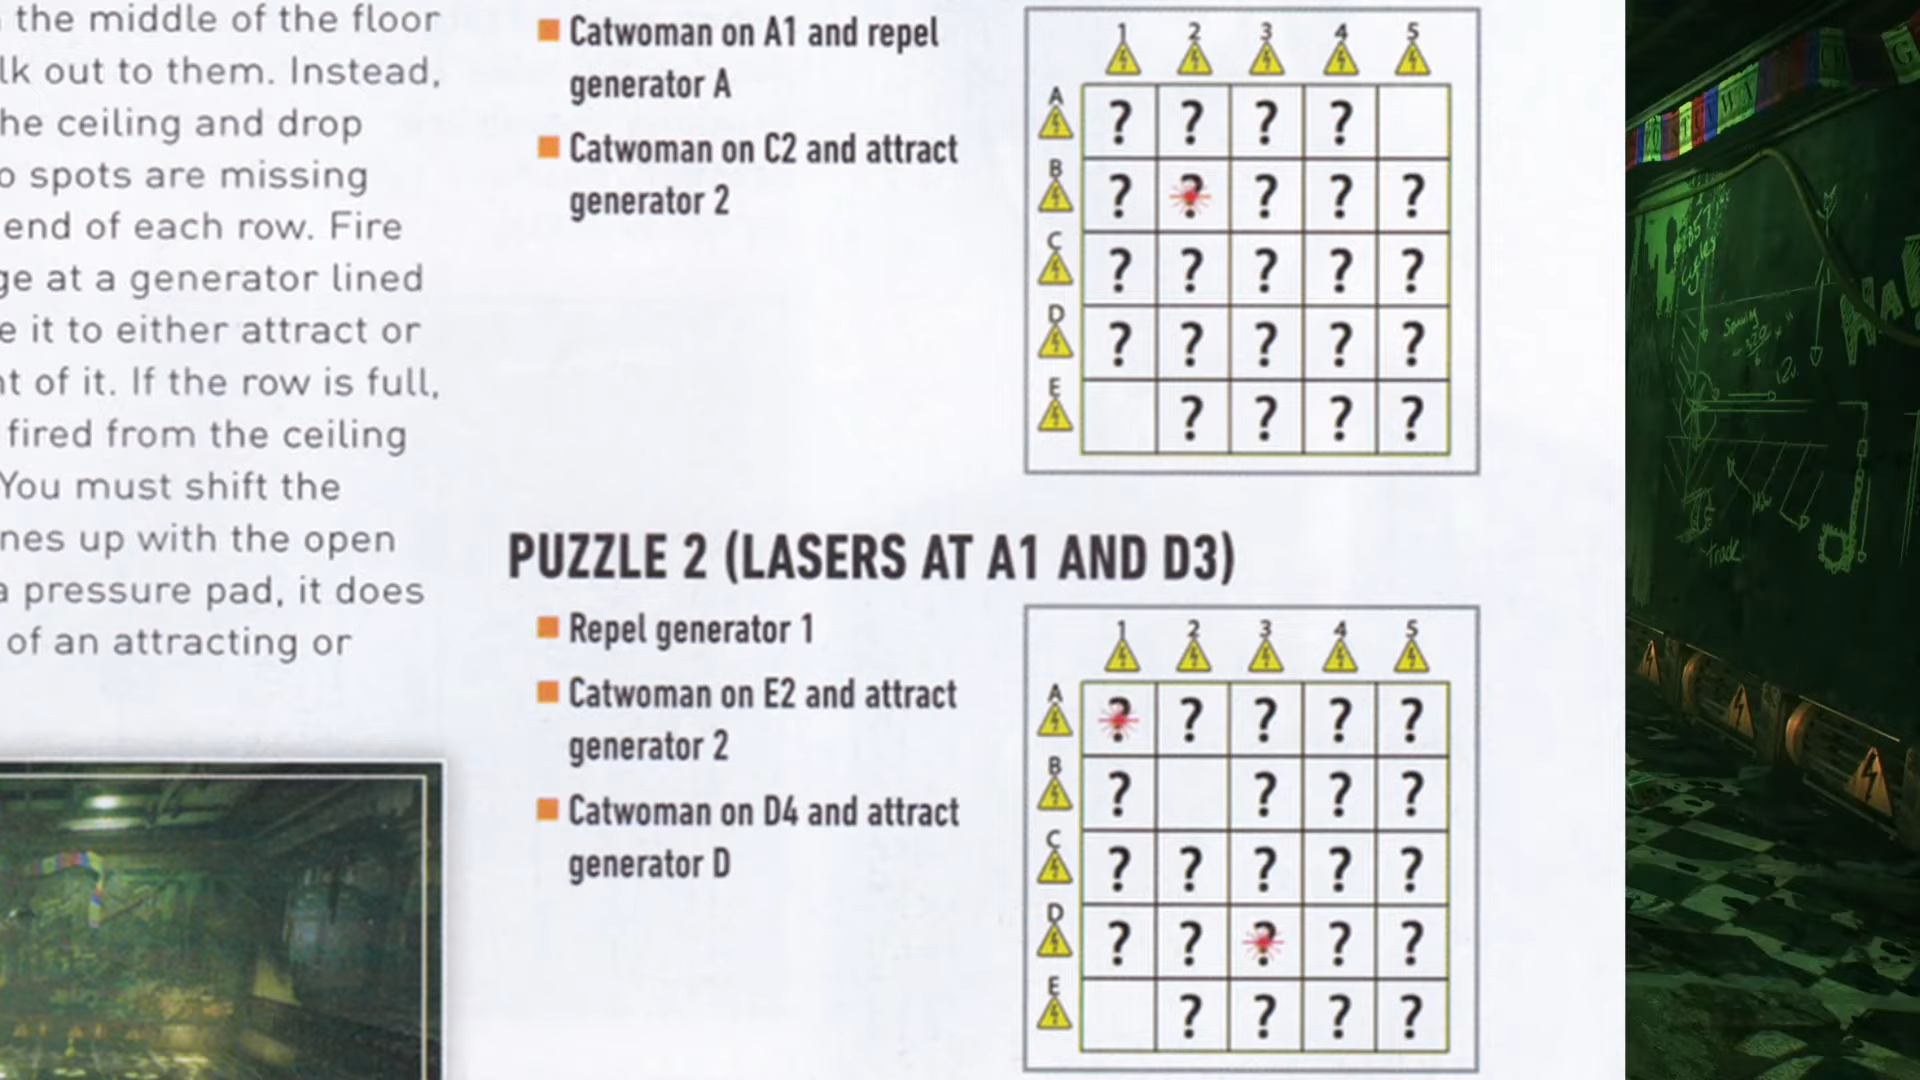 the middle of the floor
lk out to them. Instead,
he ceiling and drop
o spots are missing
end of each row. Fire
ge at a generator lined
e it to either attract or
nt of it. If the row is full,
fired from the ceiling
You must shift the
nes up with the open
a pressure pad, it does
of an attracting or
Catwoman on A1 and repel
generator A
Catwoman on C2 and attract
generator 2
1 2 3 4 5
A ? ? ? ?
B ? ? ? ? ?
C ? ? ? ? ?
D ? ? ? ? ?
E ? ? ? ?
PUZZLE 2 (LASERS AT A1 AND D3)
Repel generator 1
Catwoman on E2 and attract
generator 2
Catwoman on D4 and attract
generator D
1 2 3 4 5
A ? ? ? ? ?
B ? ? ? ?
C ? ? ? ? ?
D ? ? ? ? ?
E ? ? ? ?